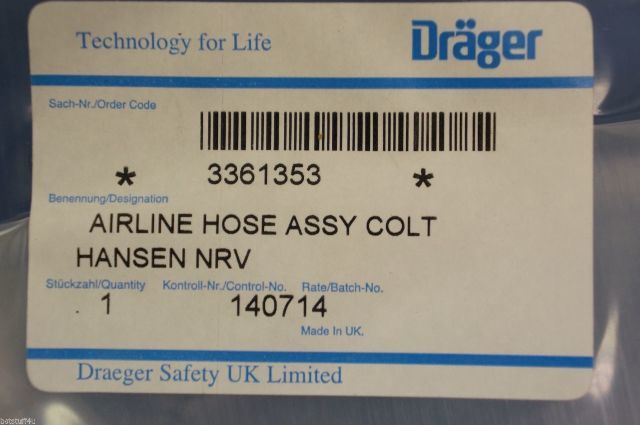 Technology for Life Dräger
Sach-Nr./Order Code
* 3361353 *
Benennung/Designation
AIRLINE HOSE ASSY COLT
HANSEN NRV
Stückzahl/Quantity Kontroll-Nr./Control-No. Rate/Batch-No.
1 140714
Made In UK.
Draeger Safety UK Limited
botstuff4u